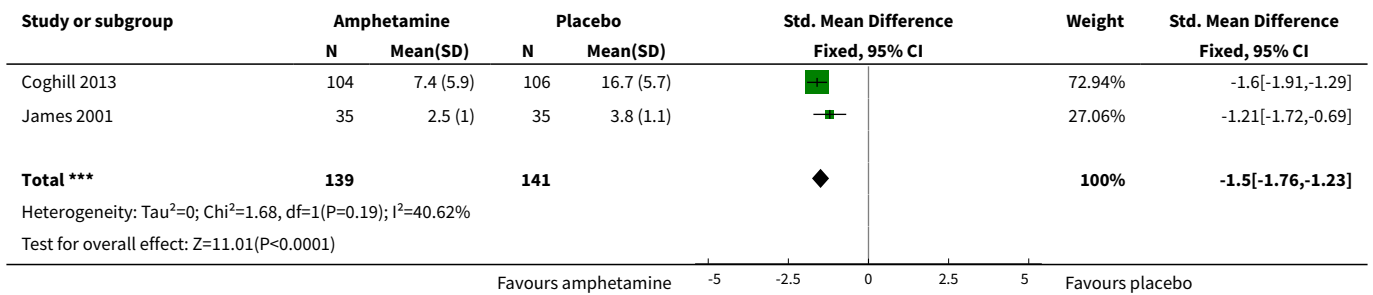 Study or subgroup Amphetamine Placebo Std. Mean Difference Weight Std. Mean Difference
N Mean(SD) N Mean(SD) Fixed, 95% CI Fixed, 95% CI
Coghill 2013 104 7.4 (5.9) 106 16.7 (5.7) 72.94% -1.6[-1.91,-1.29]
James 2001 35 2.5 (1) 35 3.8 (1.1) 27.06% -1.21[-1.72,-0.69]
Total *** 139 141 100% -1.5[-1.76,-1.23]
Heterogeneity: Tau²=0; Chi²=1.68, df=1(P=0.19); I²=40.62%
Test for overall effect: Z=11.01(P<0.0001)
Favours amphetamine -5 -2.5 0 2.5 5 Favours placebo